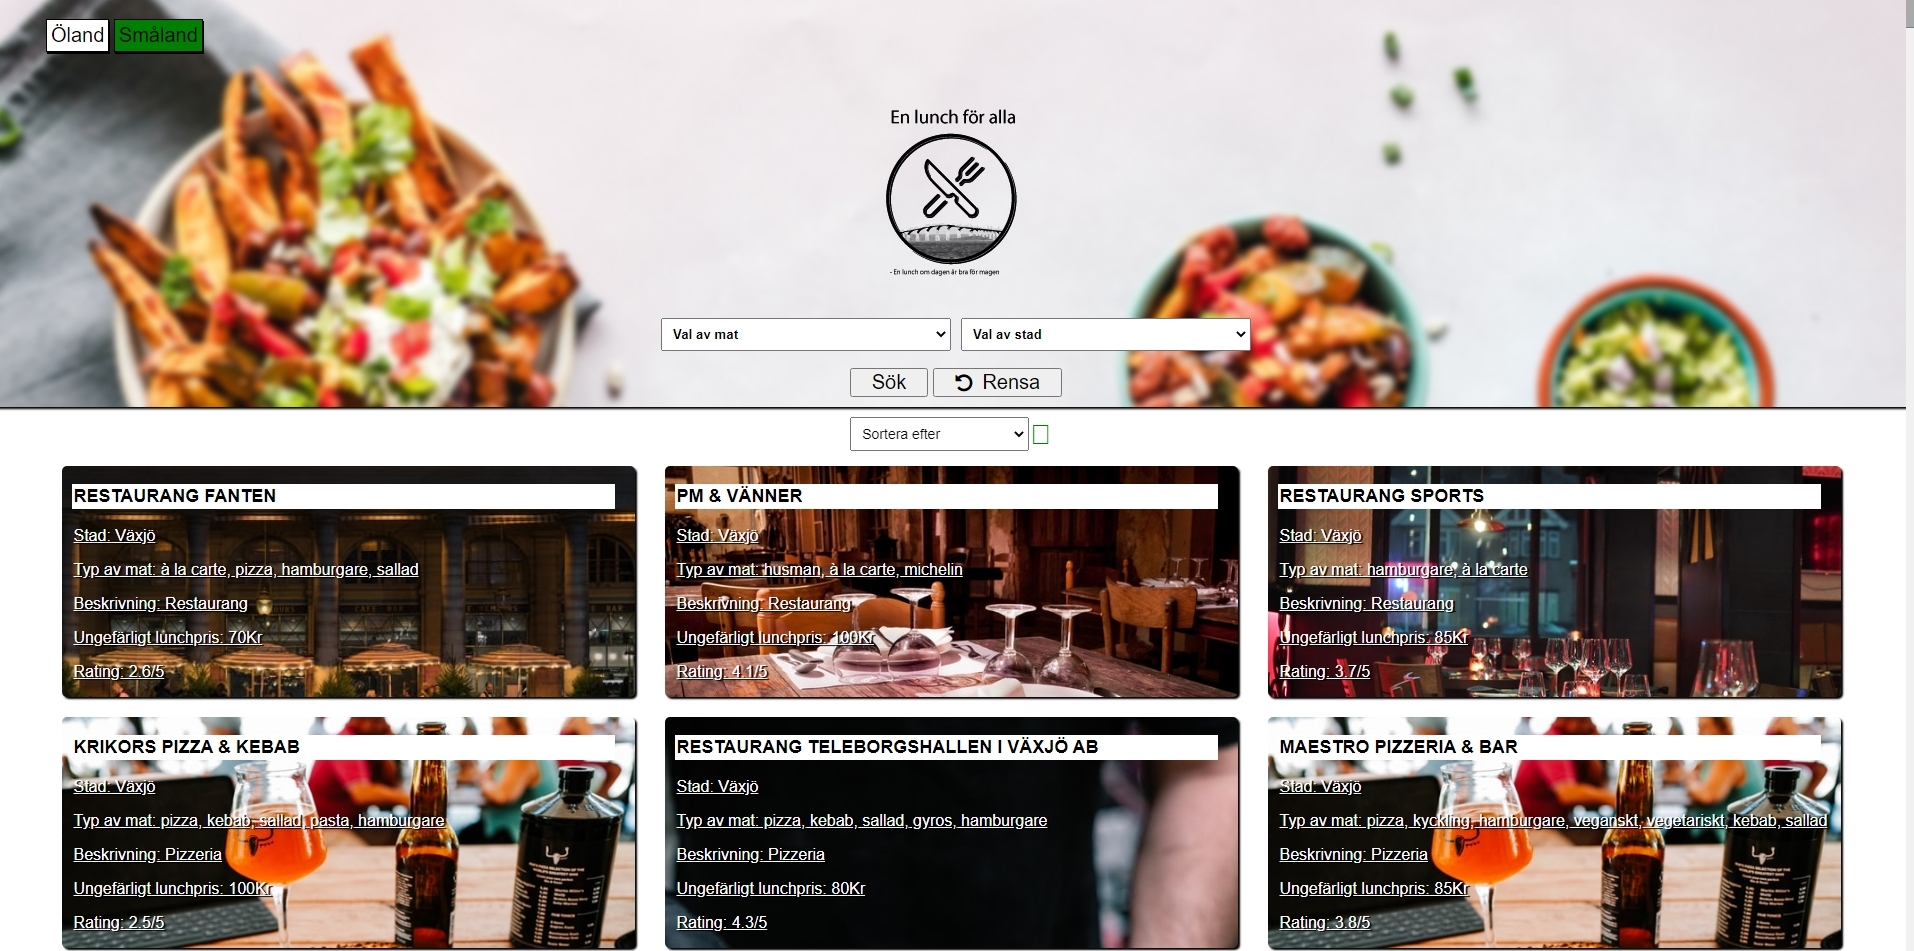 Öland Småland
En lunch för alla
- En lunch om dagen är bra för magen
Val av mat Val av stad
Sök Rensa
Sortera efter
RESTAURANG FANTEN
Stad: Växjö
Typ av mat: à la carte, pizza, hamburgare, sallad
Beskrivning: Restaurang
Ungefärligt lunchpris: 70Kr
Rating: 2.6/5
PM & VÄNNER
Stad: Växjö
Typ av mat: husman, à la carte, michelin
Beskrivning: Restaurang
Ungefärligt lunchpris: 100Kr
Rating: 4.1/5
RESTAURANG SPORTS
Stad: Växjö
Typ av mat: hamburgare, à la carte
Beskrivning: Restaurang
Ungefärligt lunchpris: 85Kr
Rating: 3.7/5
KRIKORS PIZZA & KEBAB
Stad: Växjö
Typ av mat: pizza, kebab, sallad, pasta, hamburgare
Beskrivning: Pizzeria
Ungefärligt lunchpris: 100Kr
Rating: 2.5/5
RESTAURANG TELEBORGSHALLEN I VÄXJÖ AB
Stad: Växjö
Typ av mat: pizza, kebab, sallad, gyros, hamburgare
Beskrivning: Pizzeria
Ungefärligt lunchpris: 80Kr
Rating: 4.3/5
MAESTRO PIZZERIA & BAR
Stad: Växjö
Typ av mat: pizza, kyckling, hamburgare, veganskt, vegetariskt, kebab, sallad
Beskrivning: Pizzeria
Ungefärligt lunchpris: 85Kr
Rating: 3.8/5